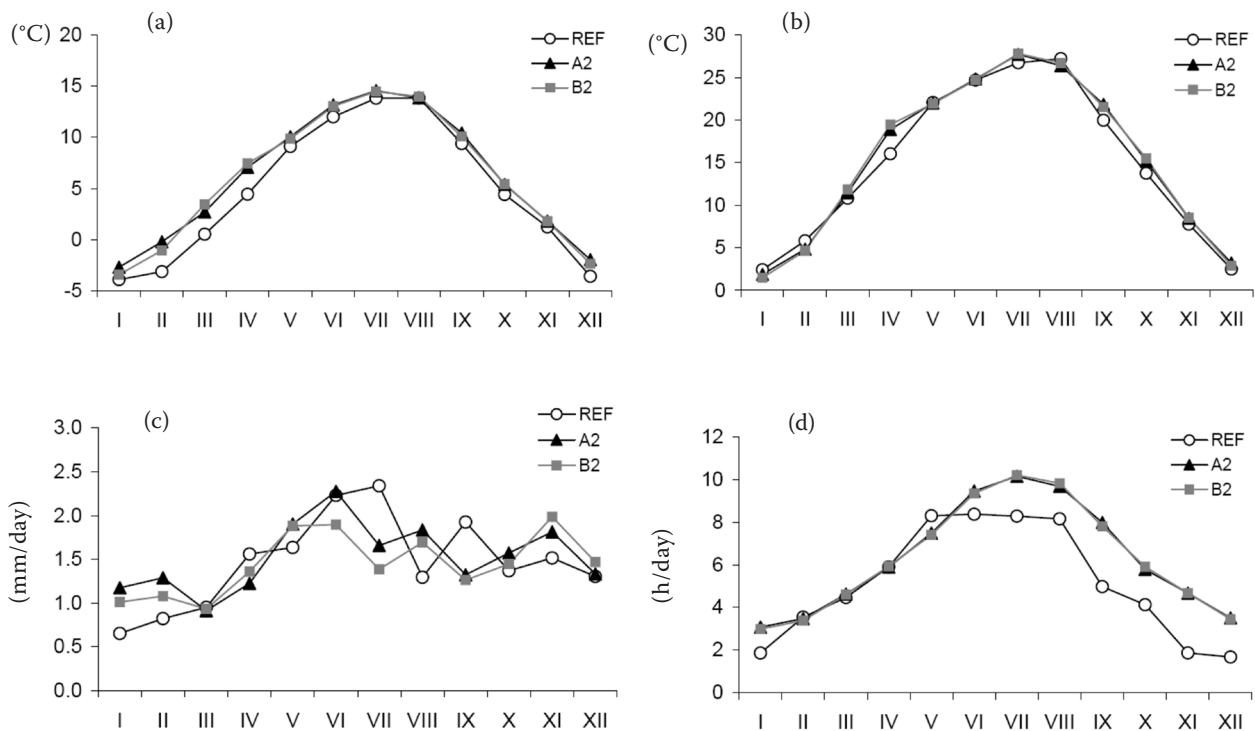 (a)
(°C)
20
15
10
5
0
-5
REF
A2
B2
I II III IV V VI VII VIII IX X XI XII
(b)
(°C)
30
25
20
15
10
5
0
REF
A2
B2
I II III IV V VI VII VIII IX X XI XII
(c)
(mm/day)
3.0
2.5
2.0
1.5
1.0
0.5
0.0
REF
A2
B2
I II III IV V VI VII VIII IX X XI XII
(d)
(h/day)
12
10
8
6
4
2
0
REF
A2
B2
I II III IV V VI VII VIII IX X XI XII